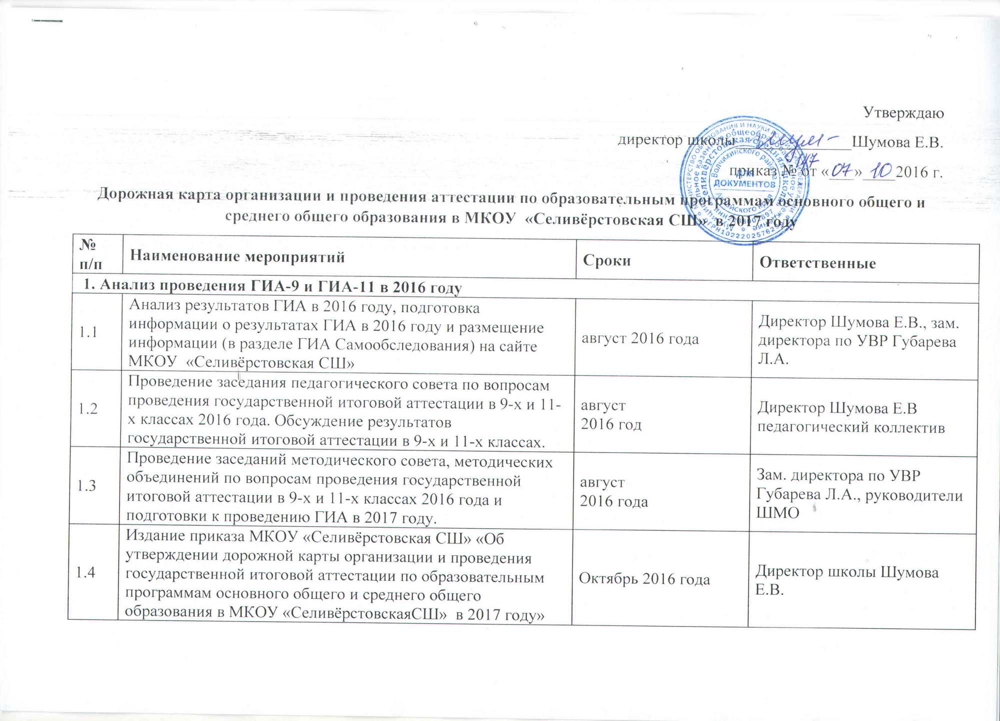 Утверждаю
директор школы Шумова Е.В.
147
приказ № от «07» 10 2016 г.
ДЛЯ
ДОКУМЕНТОВ
Волчихинского района
Алтайского края
Дорожная карта организации и проведения аттестации по образовательным программам основного общего и
среднего общего образования в МКОУ «Селивёрстовская СШ» в 2017 году
№
п/п
Наименование мероприятий
Сроки
Ответственные
1. Анализ проведения ГИА-9 и ГИА-11 в 2016 году
1.1
Анализ результатов ГИА в 2016 году, подготовка
информации о результатах ГИА в 2016 году и размещение
информации (в разделе ГИА Самообследования) на сайте
МКОУ «Селивёрстовская СШ»
август 2016 года
Директор Шумова Е.В., зам.
директора по УВР Губарева
Л.А.
1.2
Проведение заседания педагогического совета по вопросам
проведения государственной итоговой аттестации в 9-х и 11-
х классах 2016 года. Обсуждение результатов
государственной итоговой аттестации в 9-х и 11-х классах.
август
2016 год
Директор Шумова Е.В
педагогический коллектив
1.3
Проведение заседаний методического совета, методических
объединений по вопросам проведения государственной
итоговой аттестации в 9-х и 11-х классах 2016 года и
подготовки к проведению ГИА в 2017 году.
август
2016 года
Зам. директора по УВР
Губарева Л.А., руководители
ШМО
1.4
Издание приказа МКОУ «Селивёрстовская СШ» «Об
утверждении дорожной карты организации и проведения
государственной итоговой аттестации по образовательным
программам основного общего и среднего общего
образования в МКОУ «СеливёрстовскаяСШ» в 2017 году»
Октябрь 2016 года
Директор школы Шумова
Е.В.